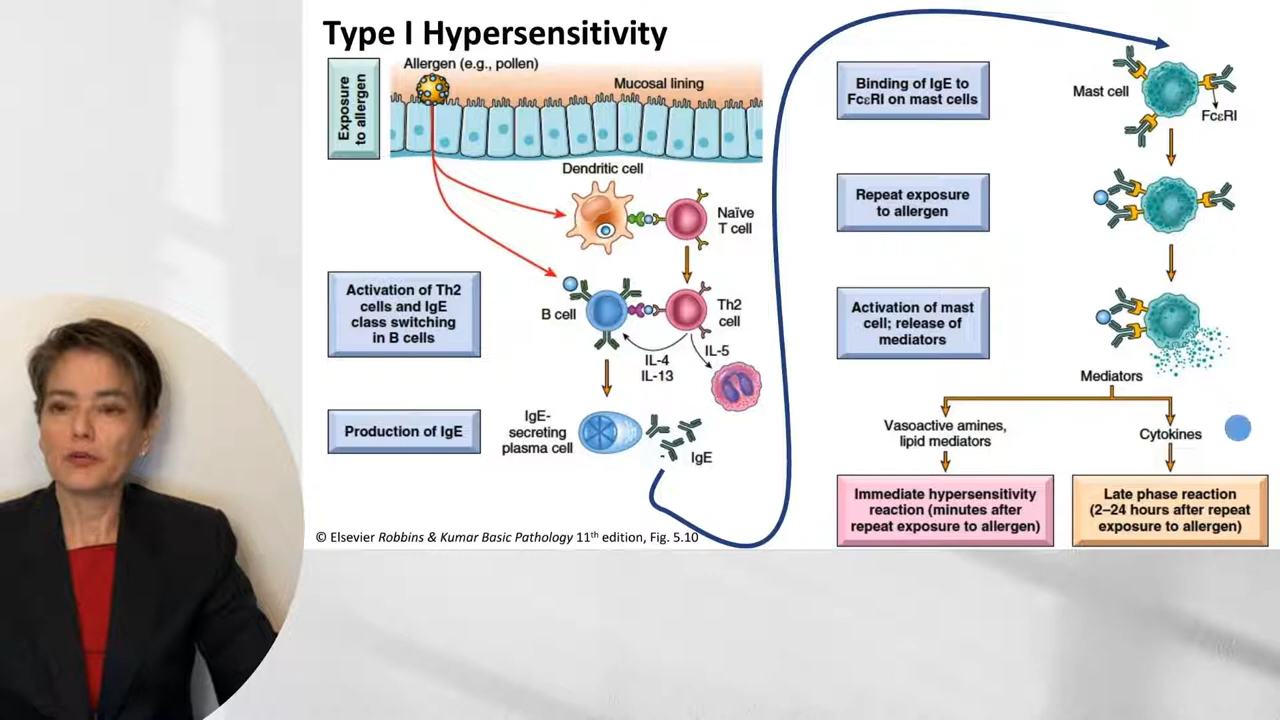 Type I Hypersensitivity
Exposure
to allergen
Allergen (e.g., pollen)
Mucosal lining
Dendritic cell
Naïve
T cell
Activation of Th2
cells and IgE
class switching
in B cells
B cell
Th2
cell
IL-4
IL-13
IL-5
Production of IgE
IgE-
secreting
plasma cell
IgE
© Elsevier Robbins & Kumar Basic Pathology 11th edition, Fig. 5.10
Binding of IgE to
FcεRI on mast cells
Mast cell
FcεRI
Repeat exposure
to allergen
Activation of mast
cell; release of
mediators
Mediators
Vasoactive amines,
lipid mediators
Cytokines
Immediate hypersensitivity
reaction (minutes after
repeat exposure to allergen)
Late phase reaction
(2–24 hours after repeat
exposure to allergen)